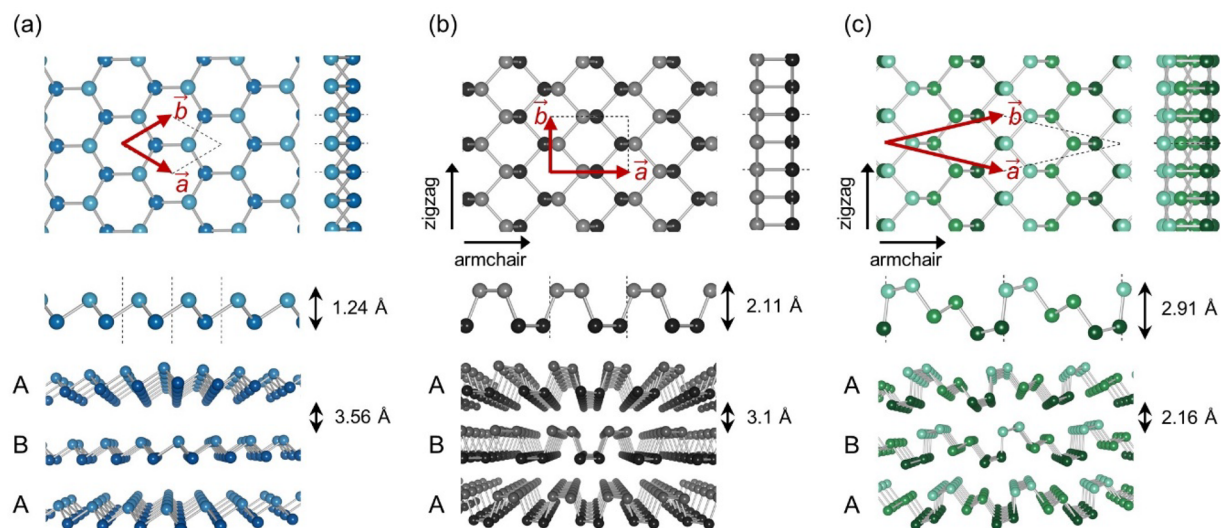 (a)
b
a
1.24 Å
A
3.56 Å
B
A
(b)
b
a
zigzag
armchair
2.11 Å
A
3.1 Å
B
A
(c)
b
a
zigzag
armchair
2.91 Å
A
2.16 Å
B
A